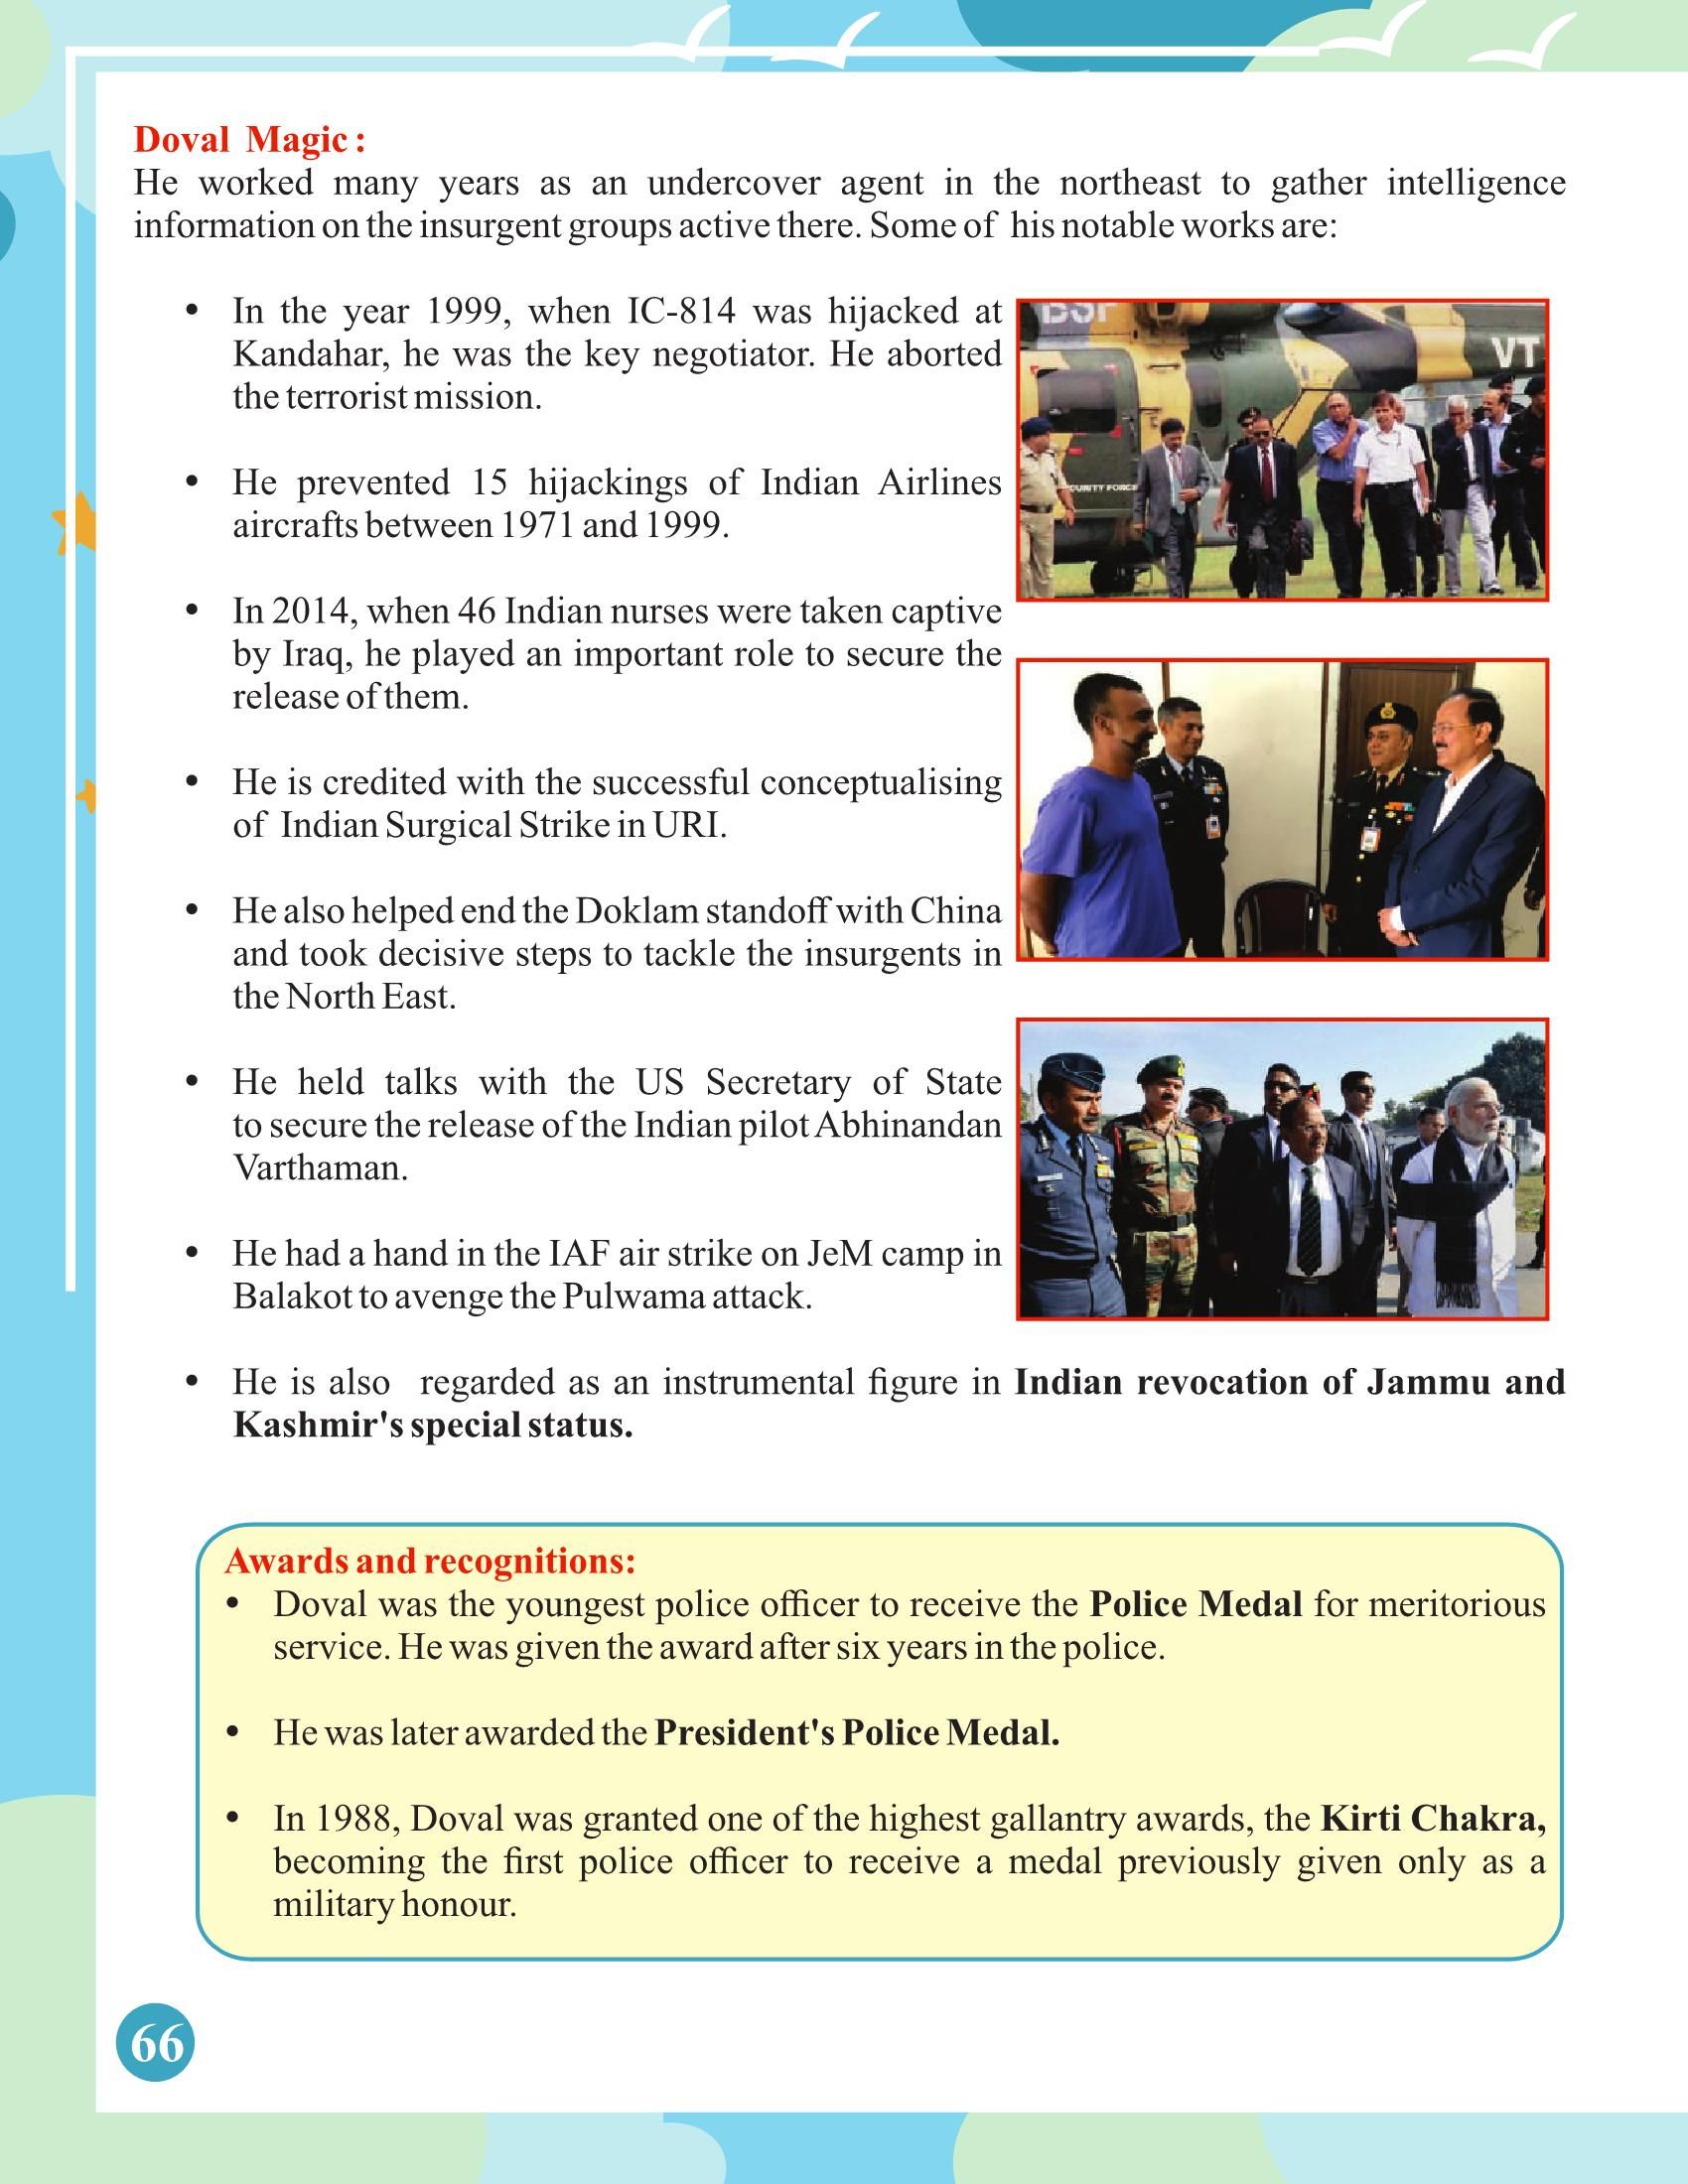 Doval Magic :
He worked many years as an undercover agent in the northeast to gather intelligence
information on the insurgent groups active there. Some of his notable works are:
• In the year 1999, when IC-814 was hijacked at
Kandahar, he was the key negotiator. He aborted
the terrorist mission.
• He prevented 15 hijackings of Indian Airlines
aircrafts between 1971 and 1999.
• In 2014, when 46 Indian nurses were taken captive
by Iraq, he played an important role to secure the
release of them.
• He is credited with the successful conceptualising
of Indian Surgical Strike in URI.
• He also helped end the Doklam standoff with China
and took decisive steps to tackle the insurgents in
the North East.
• He held talks with the US Secretary of State
to secure the release of the Indian pilot Abhinandan
Varthaman.
• He had a hand in the IAF air strike on JeM camp in
Balakot to avenge the Pulwama attack.
• He is also regarded as an instrumental figure in Indian revocation of Jammu and
Kashmir's special status.
BSF
VT
CURITY FORCE
Awards and recognitions:
• Doval was the youngest police officer to receive the Police Medal for meritorious
service. He was given the award after six years in the police.
• He was later awarded the President's Police Medal.
• In 1988, Doval was granted one of the highest gallantry awards, the Kirti Chakra,
becoming the first police officer to receive a medal previously given only as a
military honour.
66